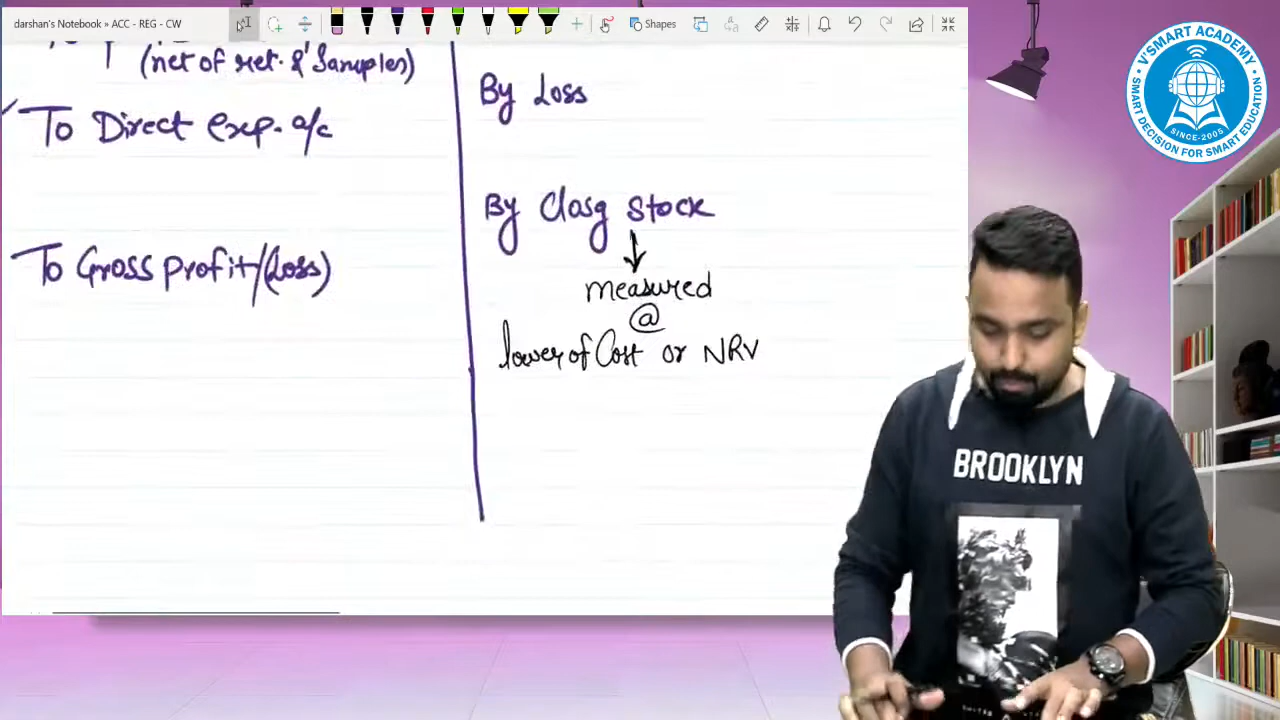 darshan's Notebook » ACC - REG - CW
Shapes
(net of ret. & Samples)
To Direct exp. a/c
To Gross Profit/(Loss)
By Loss
By Closg Stock
measured
@
lower of Cost or NRV
V'SMART ACADEMY
SINCE-2005
SMART DECISION FOR SMART EDUCATION
BROOKLYN